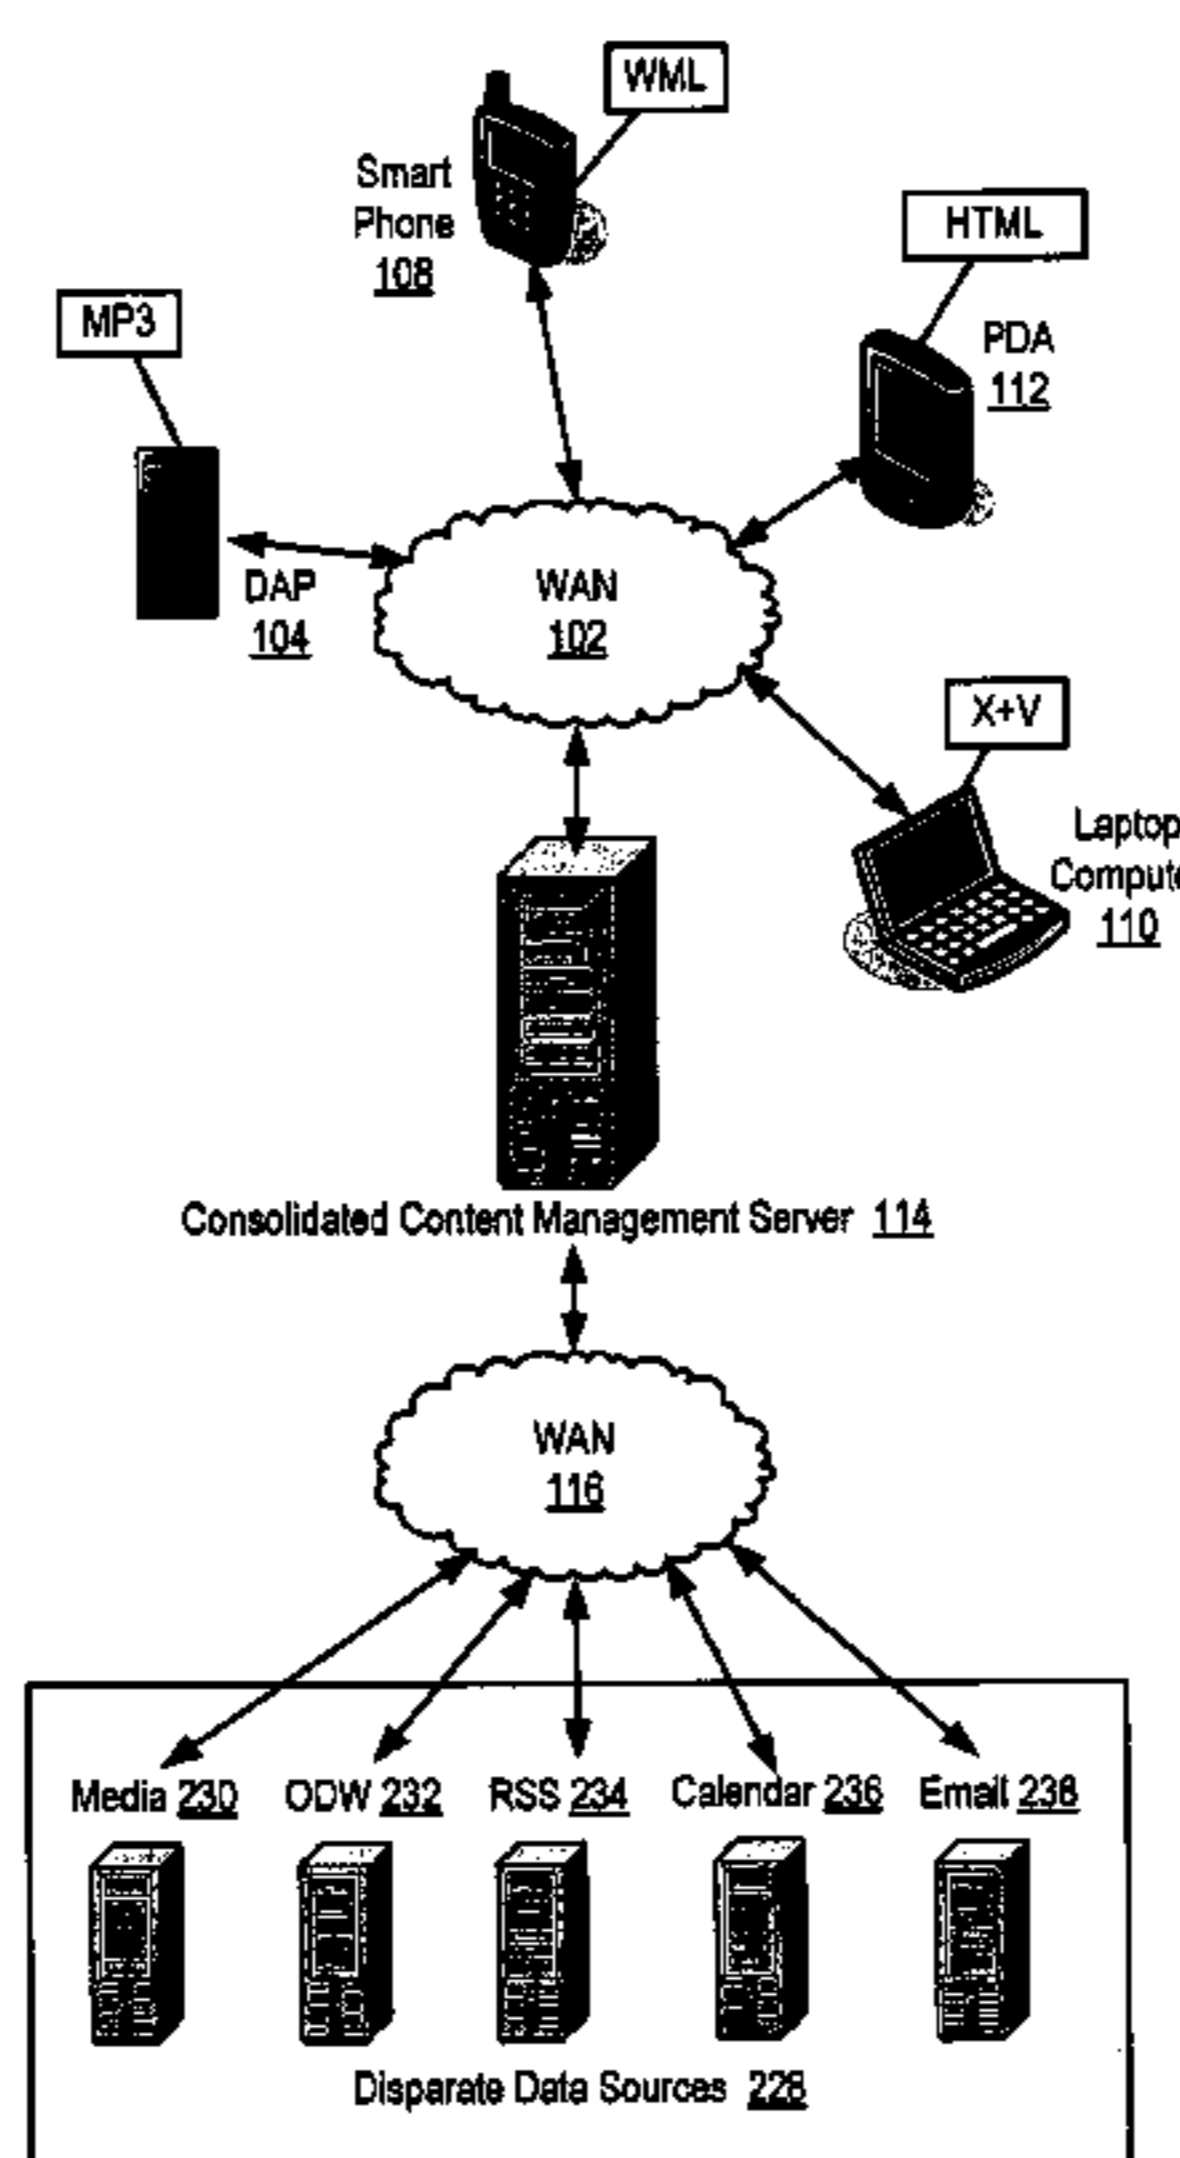 WML
Smart
Phone
108
HTML
MP3
PDA
112
DAP
104
WAN
102
X+V
Laptop
Compute
110
Consolidated Content Management Server 114
WAN
116
Media 230 ODW 232 RSS 234 Calendar 236 Email 238
Disparate Data Sources 228